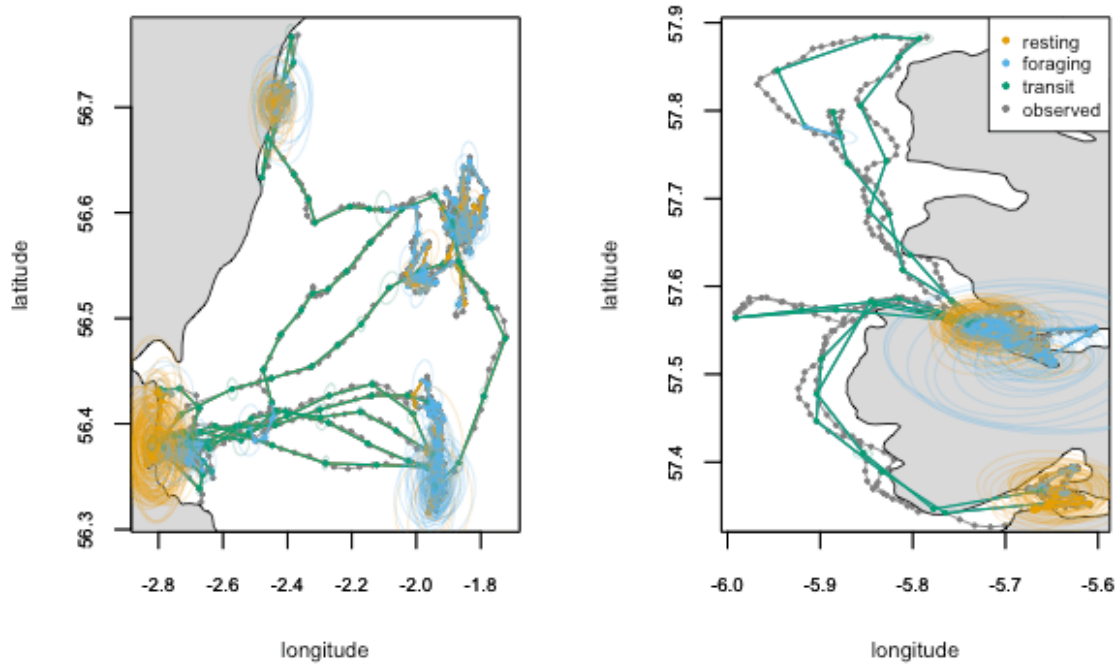 56.7
56.6
56.5
56.4
56.3
latitude
-2.8 -2.6 -2.4 -2.2 -2.0 -1.8
longitude
57.9
57.8
57.7
57.6
57.5
57.4
latitude
resting
foraging
transit
observed
-6.0 -5.9 -5.8 -5.7 -5.6
longitude